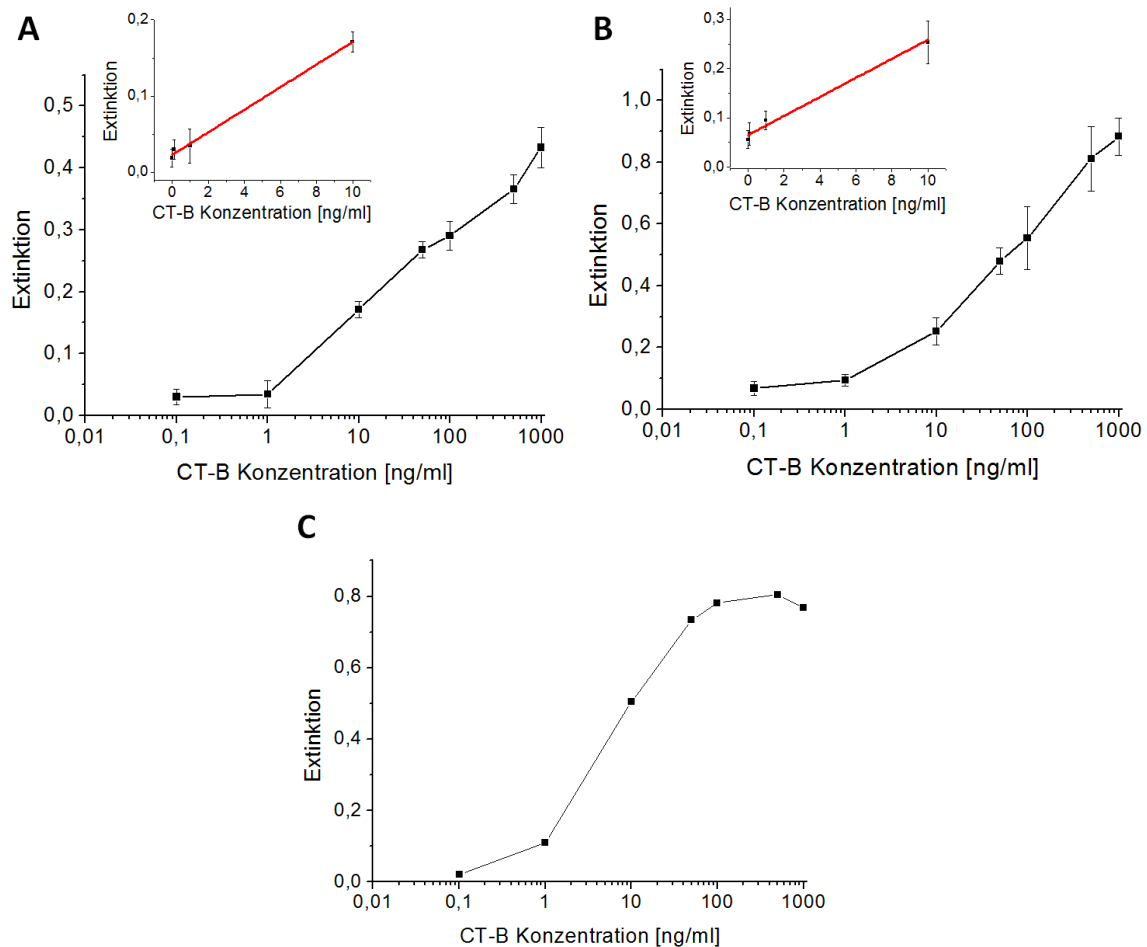 A
0,2
0,1
0,0
Extinktion
0 2 4 6 8 10
CT-B Konzentration [ng/ml]
0,5
0,4
0,3
0,2
0,1
0,0
Extinktion
0,01 0,1 1 10 100 1000
CT-B Konzentration [ng/ml]
B
0,3
0,2
0,1
0,0
Extinktion
0 2 4 6 8 10
CT-B Konzentration [ng/ml]
1,0
0,8
0,6
0,4
0,2
0,0
Extinktion
0,01 0,1 1 10 100 1000
CT-B Konzentration [ng/ml]
C
0,8
0,6
0,4
0,2
0,0
Extinktion
0,01 0,1 1 10 100 1000
CT-B Konzentration [ng/ml]